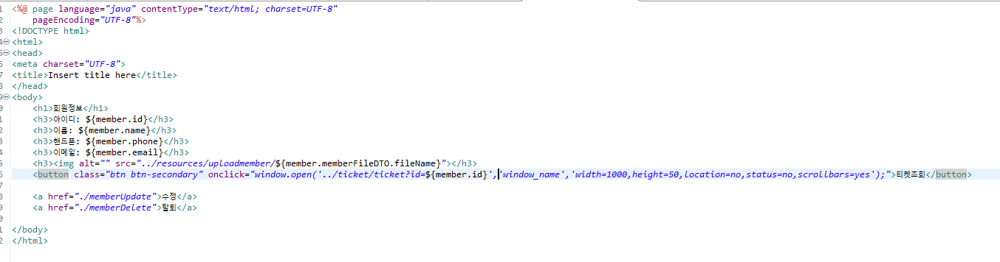 <%@ page language="java" contentType="text/html; charset=UTF-8"
    pageEncoding="UTF-8"%>
<!DOCTYPE html>
<html>
<head>
<meta charset="UTF-8">
<title>Insert title here</title>
</head>
<body>
    <h1>회원정보</h1>
    <h3>아이디: ${member.id}</h3>
    <h3>이름: ${member.name}</h3>
    <h3>핸드폰: ${member.phone}</h3>
    <h3>이메일: ${member.email}</h3>
    <h3><img alt="" src="../resources/uploadmember/${member.memberFileDTO.fileName}"></h3>
    <button class="btn btn-secondary" onclick="window.open('../ticket/ticket?id=${member.id}','window_name','width=1000,height=50,location=no,status=no,scrollbars=yes');">티켓조회</button>
    <a href="./memberUpdate">수정</a>
    <a href="./memberDelete">탈퇴</a>
</body>
</html>